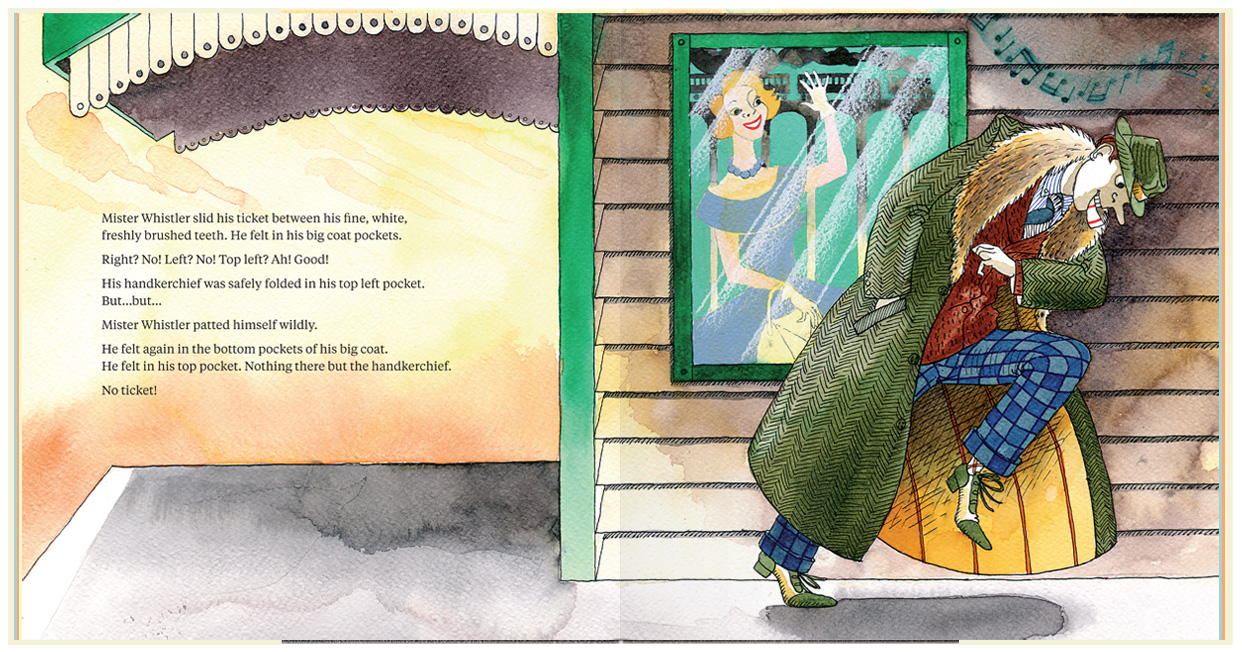 Mister Whistler slid his ticket between his fine, white,
freshly brushed teeth. He felt in his big coat pockets.
Right? No! Left? No! Top left? Ah! Good!
His handkerchief was safely folded in his top left pocket.
But...but...
Mister Whistler patted himself wildly.
He felt again in the bottom pockets of his big coat.
He felt in his top pocket. Nothing there but the handkerchief.
No ticket!